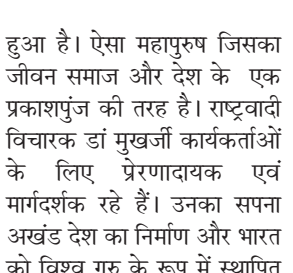 हुआ है। ऐसा महापुरुष जिसका
जीवन समाज और देश के एक
प्रकाशपुंज की तरह है। राष्ट्रवादी
विचारक डां मुखर्जी कार्यकर्ताओं
के लिए प्रेरणादायक एवं
मार्गदर्शक रहे हैं। उनका सपना
अखंड देश का निर्माण और भारत
को विश्व गुरु के रूप में स्थापित